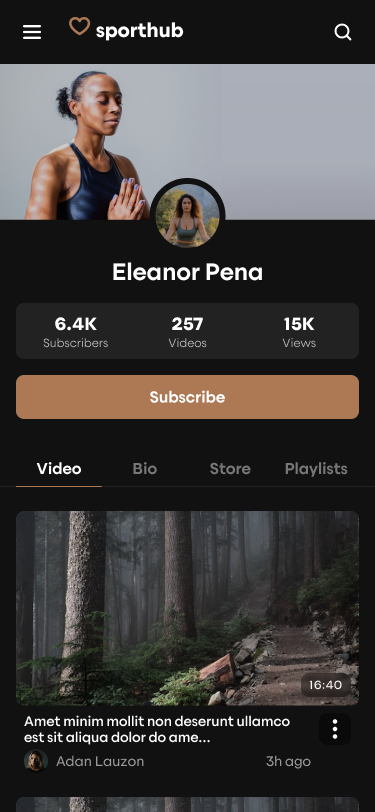 sporthub
Eleanor Pena
6.4K
257
15K
Subscribers
Videos
Views
Subscribe
Video
Bio
Store
Playlists
16:40
Amet minim mollit non deserunt ullamco
est sit aliqua dolor do ame...
Adan Lauzon
3h ago